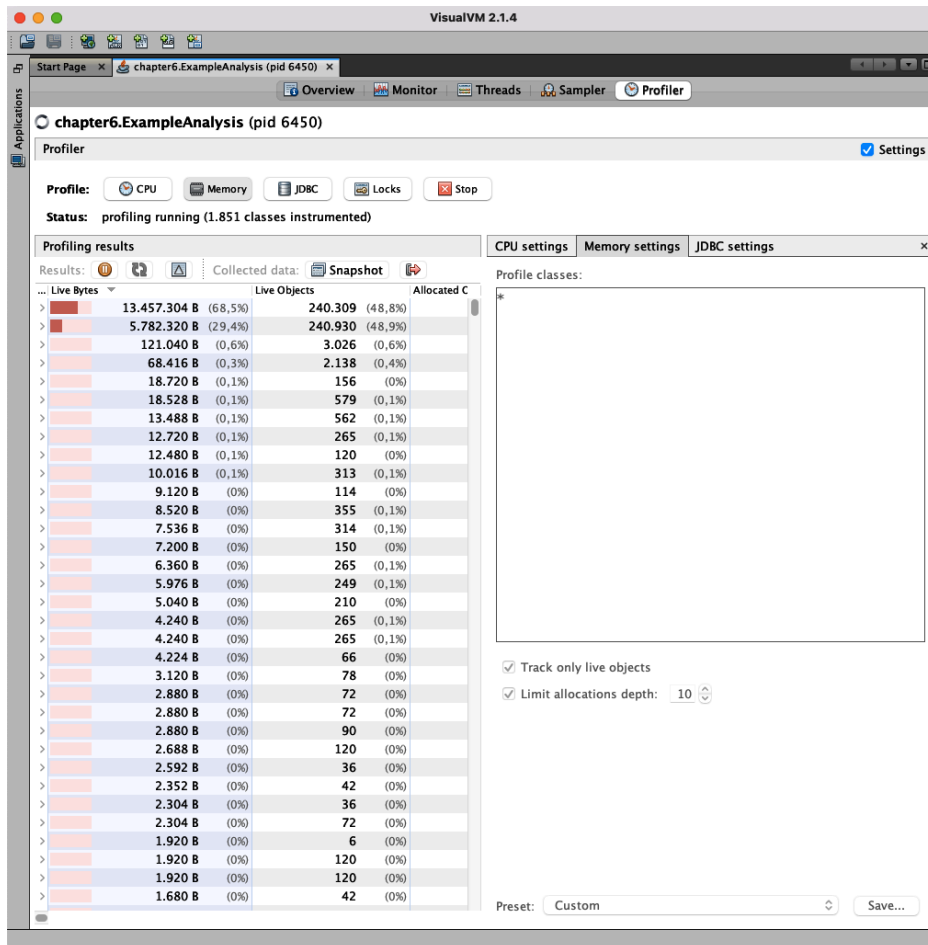 VisualVM 2.1.4
Start Page × chapter6.ExampleAnalysis (pid 6450) ×
Applications
Overview Monitor Threads Sampler Profiler
chapter6.ExampleAnalysis (pid 6450)
Profiler Settings
Profile: CPU Memory JDBC Locks Stop
Status: profiling running (1.851 classes instrumented)
Profiling results
Results: Collected data: Snapshot
... Live Bytes Live Objects Allocated
13.457.304 B (68,5%) 240.309 (48,8%)
5.782.320 B (29,4%) 240.930 (48,9%)
121.040 B (0,6%) 3.026 (0,6%)
68.416 B (0,3%) 2.138 (0,4%)
18.720 B (0,1%) 156 (0%)
18.528 B (0,1%) 579 (0,1%)
13.488 B (0,1%) 562 (0,1%)
12.720 B (0,1%) 265 (0,1%)
12.480 B (0,1%) 120 (0%)
10.016 B (0,1%) 313 (0,1%)
9.120 B (0%) 114 (0%)
8.520 B (0%) 355 (0,1%)
7.536 B (0%) 314 (0,1%)
7.200 B (0%) 150 (0%)
6.360 B (0%) 265 (0,1%)
5.976 B (0%) 249 (0,1%)
5.040 B (0%) 210 (0%)
4.240 B (0%) 265 (0,1%)
4.240 B (0%) 265 (0,1%)
4.224 B (0%) 66 (0%)
3.120 B (0%) 78 (0%)
2.880 B (0%) 72 (0%)
2.880 B (0%) 72 (0%)
2.880 B (0%) 90 (0%)
2.688 B (0%) 120 (0%)
2.592 B (0%) 36 (0%)
2.352 B (0%) 42 (0%)
2.304 B (0%) 36 (0%)
2.304 B (0%) 72 (0%)
1.920 B (0%) 6 (0%)
1.920 B (0%) 120 (0%)
1.920 B (0%) 120 (0%)
1.680 B (0%) 42 (0%)
CPU settings Memory settings JDBC settings ×
Profile classes:
*
Track only live objects
Limit allocations depth: 10
Preset: Custom Save...